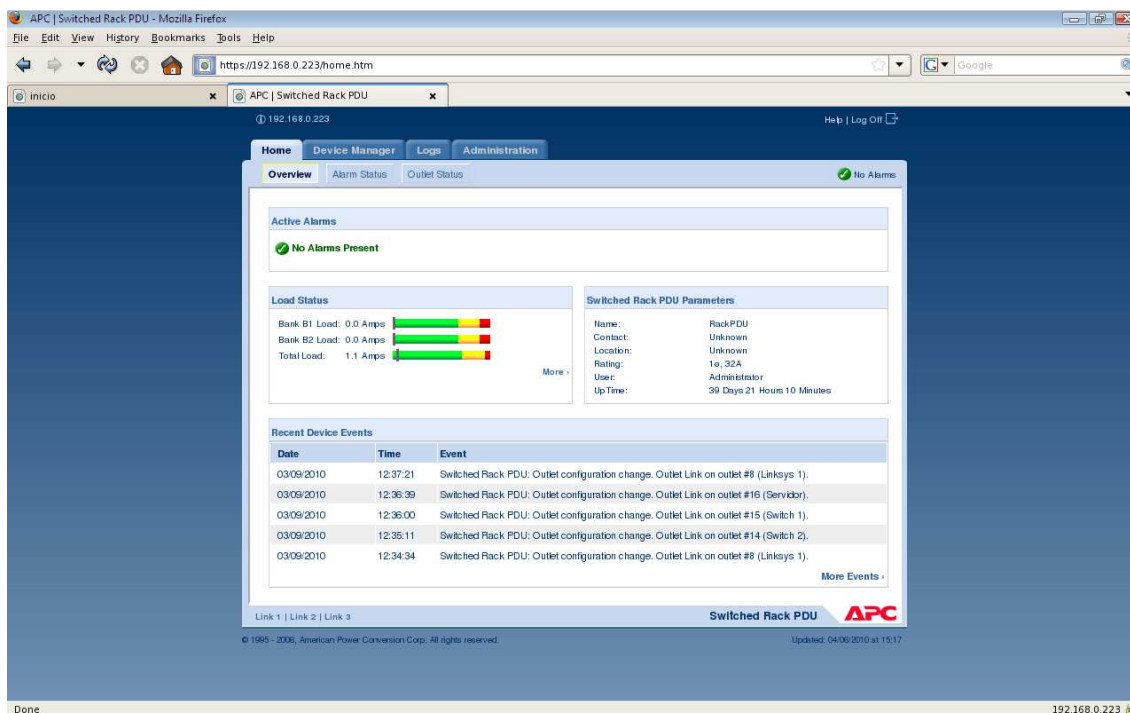 APC | Switched Rack PDU - Mozilla Firefox
File Edit View History Bookmarks Tools Help
https://192.168.0.223/home.htm
Google
inicio
APC | Switched Rack PDU
192.168.0.223
Help | Log Off
Home Device Manager Logs Administration
Overview Alarm Status Outlet Status
No Alarms
Active Alarms
No Alarms Present
Load Status
Bank B1 Load: 0.0 Amps
Bank B2 Load: 0.0 Amps
Total Load: 1.1 Amps
More ›
Switched Rack PDU Parameters
Name: RackPDU
Contact: Unknown
Location: Unknown
Rating: 1ø, 32A
User: Administrator
UpTime: 39 Days 21 Hours 10 Minutes
Recent Device Events
Date Time Event
03/09/2010 12:37:21 Switched Rack PDU: Outlet configuration change. Outlet Link on outlet #8 (Linksys 1).
03/09/2010 12:36:39 Switched Rack PDU: Outlet configuration change. Outlet Link on outlet #16 (Servidor).
03/09/2010 12:36:00 Switched Rack PDU: Outlet configuration change. Outlet Link on outlet #15 (Switch 1).
03/09/2010 12:35:11 Switched Rack PDU: Outlet configuration change. Outlet Link on outlet #14 (Switch 2).
03/09/2010 12:34:34 Switched Rack PDU: Outlet configuration change. Outlet Link on outlet #8 (Linksys 1).
More Events ›
Link 1 | Link 2 | Link 3
Switched Rack PDU APC
© 1995 - 2006, American Power Conversion Corp. All rights reserved.
Updated: 04/06/2010 at 15:17
Done
192.168.0.223